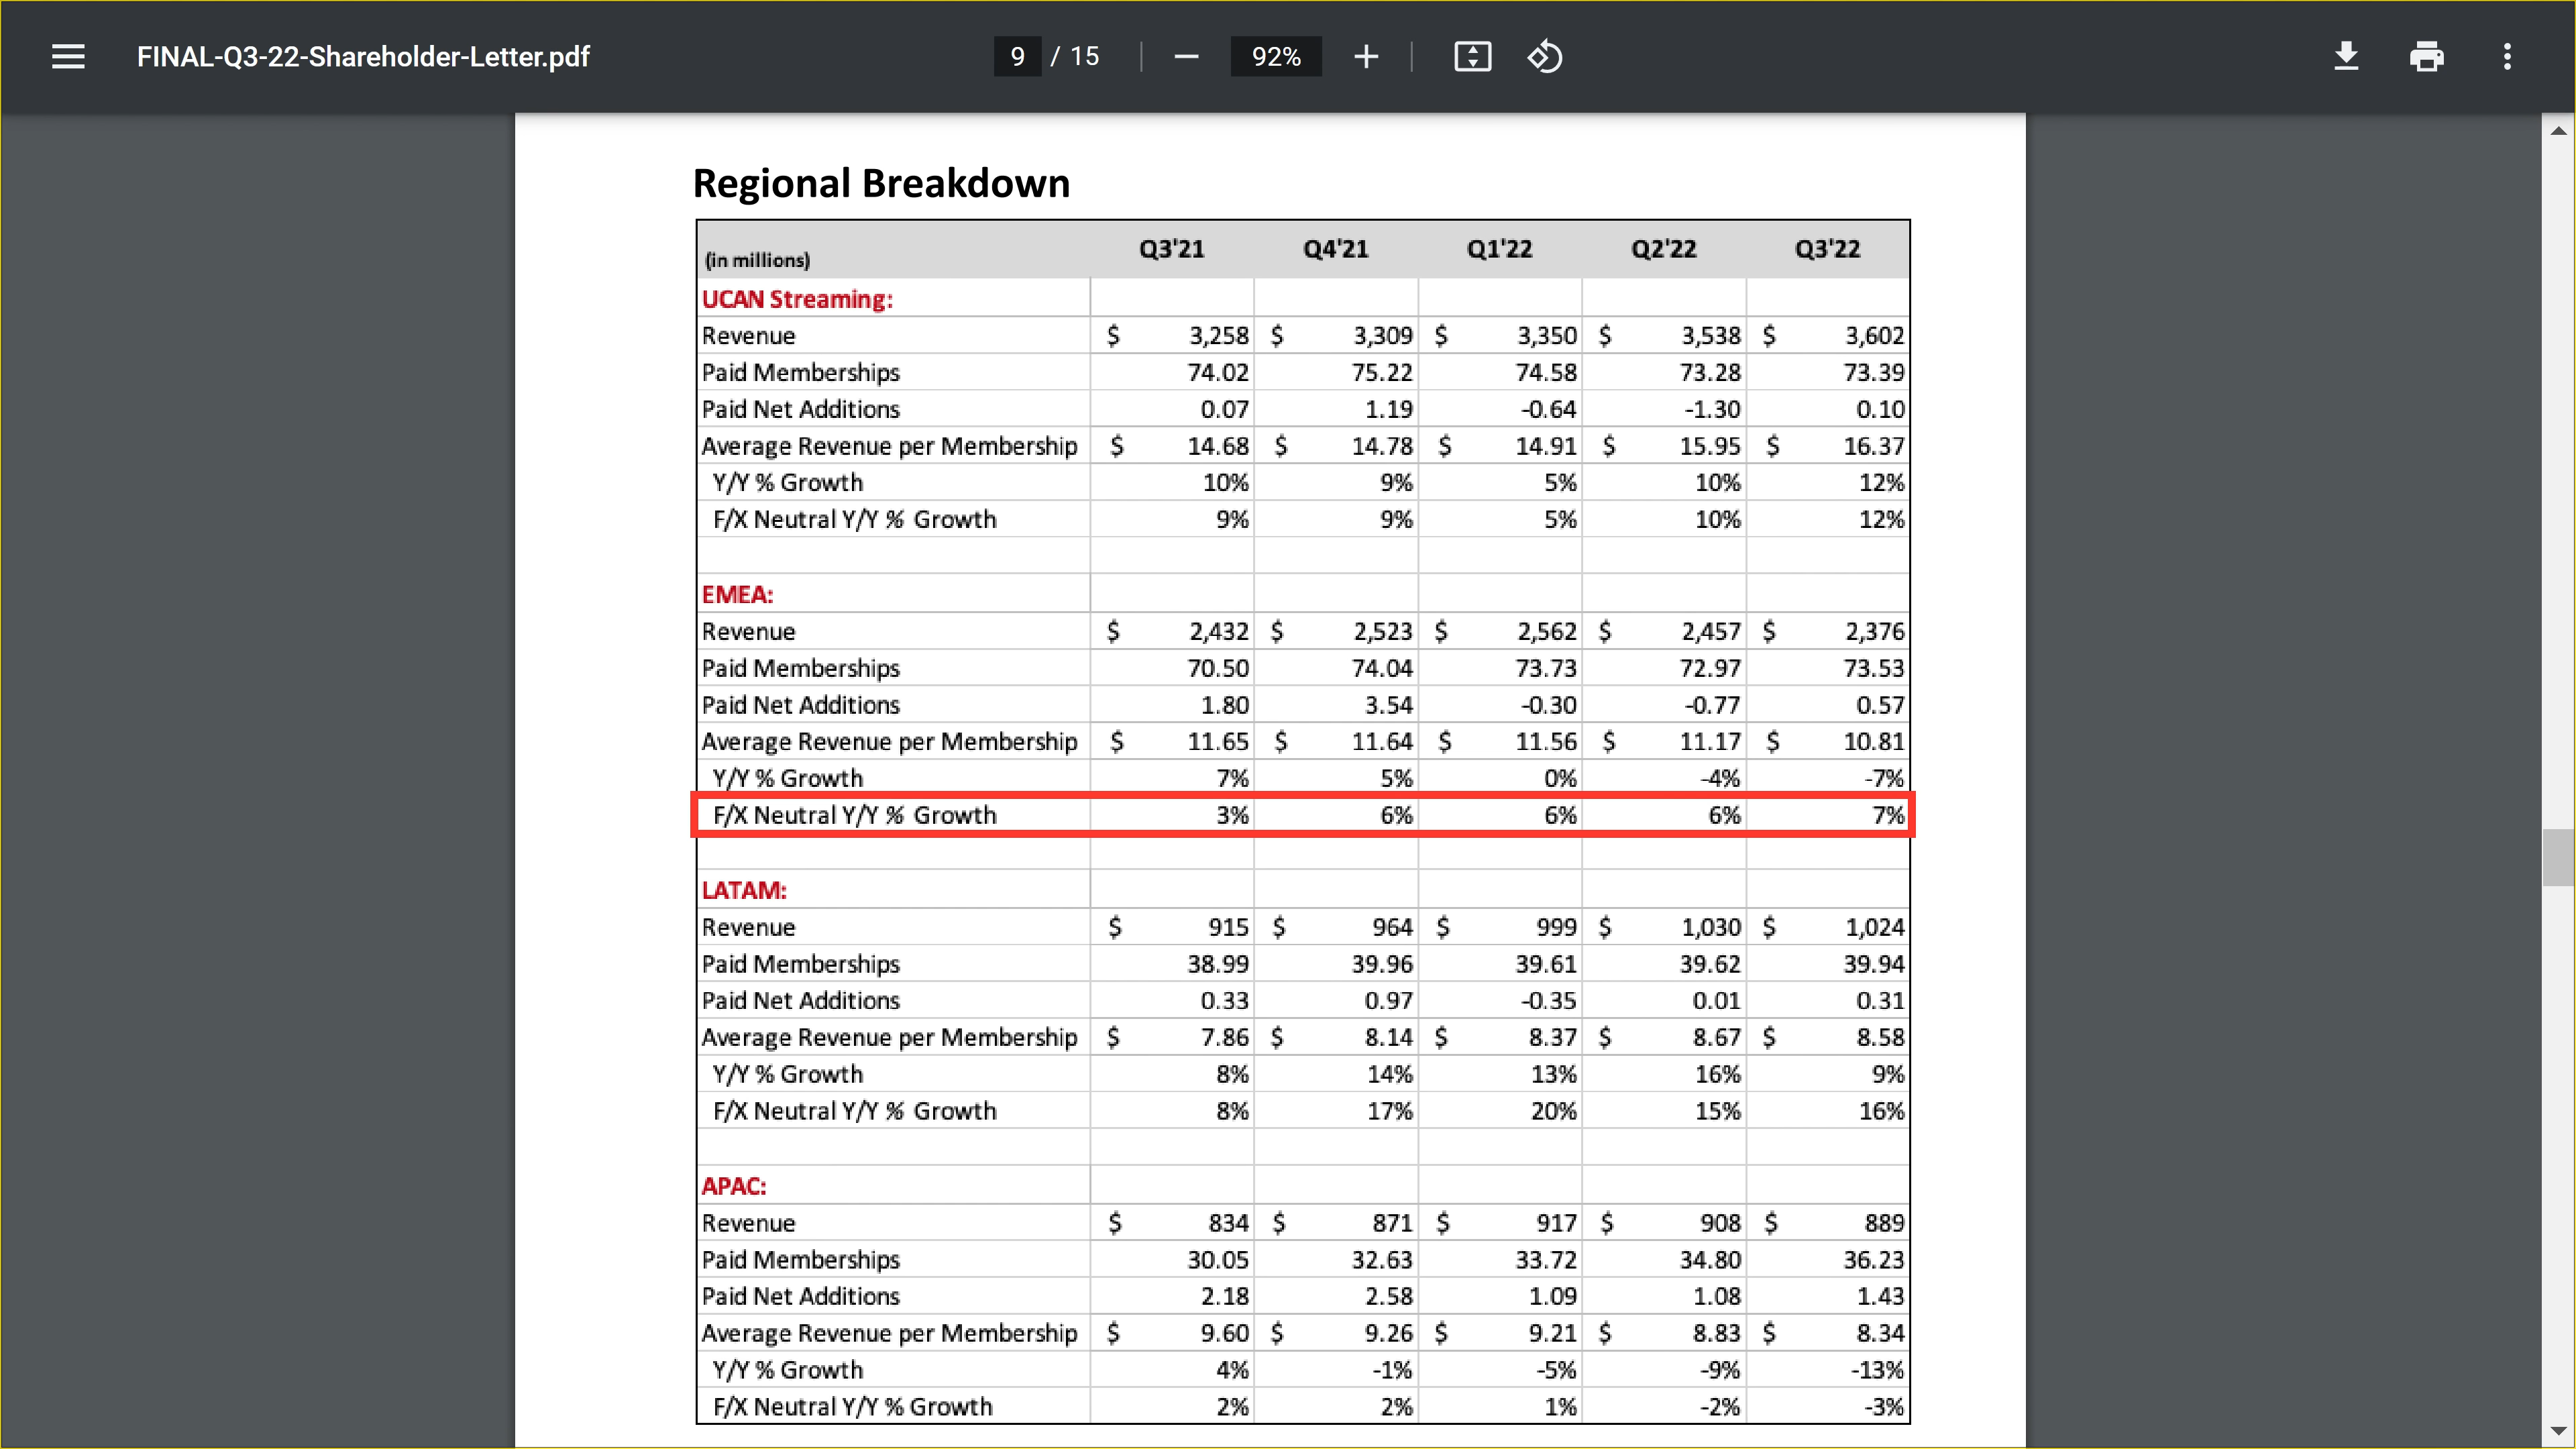 FINAL-Q3-22-Shareholder-Letter.pdf 9 / 15 92%
Regional Breakdown
(in millions) Q3'21 Q4'21 Q1'22 Q2'22 Q3'22
UCAN Streaming:
Revenue $ 3,258 $ 3,309 $ 3,350 $ 3,538 $ 3,602
Paid Memberships 74.02 75.22 74.58 73.28 73.39
Paid Net Additions 0.07 1.19 -0.64 -1.30 0.10
Average Revenue per Membership $ 14.68 $ 14.78 $ 14.91 $ 15.95 $ 16.37
Y/Y % Growth 10% 9% 5% 10% 12%
F/X Neutral Y/Y % Growth 9% 9% 5% 10% 12%
EMEA:
Revenue $ 2,432 $ 2,523 $ 2,562 $ 2,457 $ 2,376
Paid Memberships 70.50 74.04 73.73 72.97 73.53
Paid Net Additions 1.80 3.54 -0.30 -0.77 0.57
Average Revenue per Membership $ 11.65 $ 11.64 $ 11.56 $ 11.17 $ 10.81
Y/Y % Growth 7% 5% 0% -4% -7%
F/X Neutral Y/Y % Growth 3% 6% 6% 6% 7%
LATAM:
Revenue $ 915 $ 964 $ 999 $ 1,030 $ 1,024
Paid Memberships 38.99 39.96 39.61 39.62 39.94
Paid Net Additions 0.33 0.97 -0.35 0.01 0.31
Average Revenue per Membership $ 7.86 $ 8.14 $ 8.37 $ 8.67 $ 8.58
Y/Y % Growth 8% 14% 13% 16% 9%
F/X Neutral Y/Y % Growth 8% 17% 20% 15% 16%
APAC:
Revenue $ 834 $ 871 $ 917 $ 908 $ 889
Paid Memberships 30.05 32.63 33.72 34.80 36.23
Paid Net Additions 2.18 2.58 1.09 1.08 1.43
Average Revenue per Membership $ 9.60 $ 9.26 $ 9.21 $ 8.83 $ 8.34
Y/Y % Growth 4% -1% -5% -9% -13%
F/X Neutral Y/Y % Growth 2% 2% 1% -2% -3%